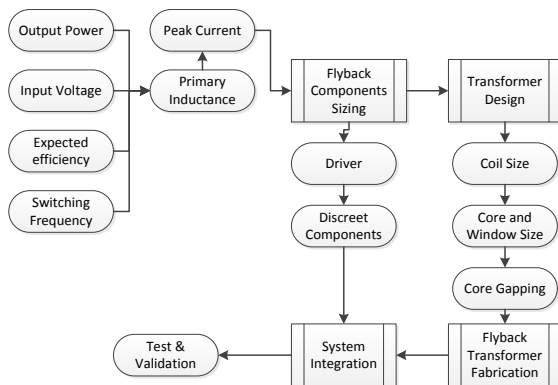 Output Power
Peak Current
Input Voltage
Primary
Inductance
Flyback
Components
Sizing
Transformer
Design
Expected
efficiency
Driver
Coil Size
Switching
Frequency
Discreet
Components
Core and
Window Size
Core Gapping
Test &
Validation
System
Integration
Flyback
Transformer
Fabrication